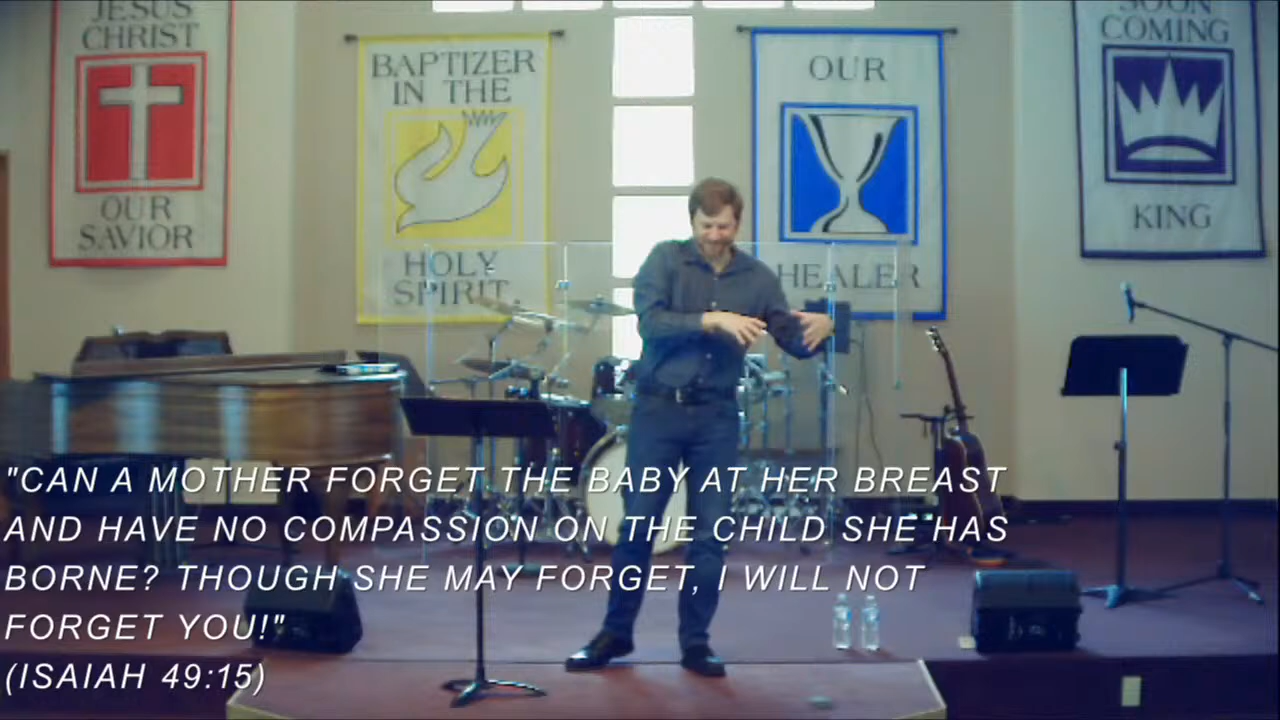 JESUS
CHRIST
OUR
SAVIOR
BAPTIZER
IN THE
HOLY
SPIRIT
OUR
HEALER
SOON
COMING
KING
"CAN A MOTHER FORGET THE BABY AT HER BREAST
AND HAVE NO COMPASSION ON THE CHILD SHE HAS
BORNE? THOUGH SHE MAY FORGET, I WILL NOT
FORGET YOU!"
(ISAIAH 49:15)